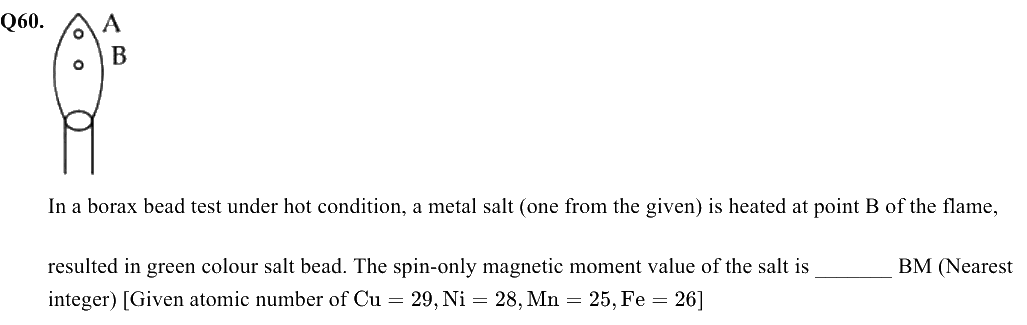 Q60.
A
B
In a borax bead test under hot condition, a metal salt (one from the given) is heated at point B of the flame,
resulted in green colour salt bead. The spin-only magnetic moment value of the salt is _______ BM (Nearest
integer) [Given atomic number of Cu = 29, Ni = 28, Mn = 25, Fe = 26]